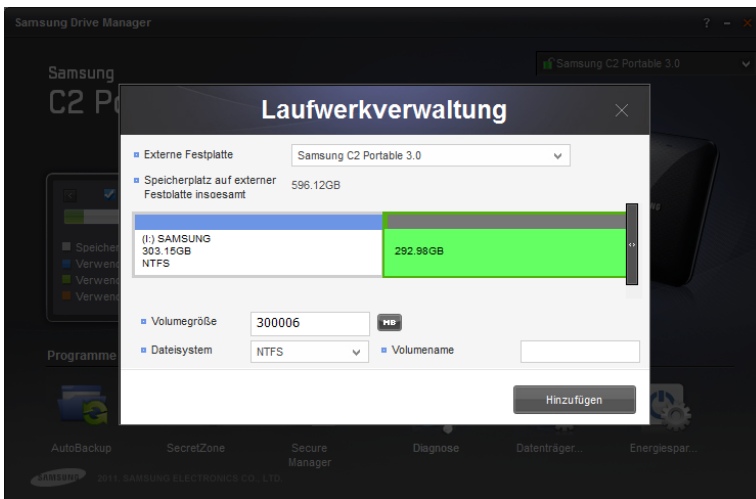 Samsung Drive Manager
? – ×
Samsung C2 Portable 3.0
Samsung
C2 Po
Laufwerkverwaltung
Externe Festplatte
Samsung C2 Portable 3.0
Speicherplatz auf externer
Festplatte insgesamt
596.12GB
(I:) SAMSUNG
303.15GB
NTFS
292.98GB
Speicher
Verwend
Verwend
Verwend
Volumegröße
300006
MB
Dateisystem
NTFS
Volumename
Programme
Hinzufügen
AutoBackup
SecretZone
Secure
Manager
Diagnose
Datenträger...
Energiespar...
SAMSUNG 2011. SAMSUNG ELECTRONICS CO., LTD.